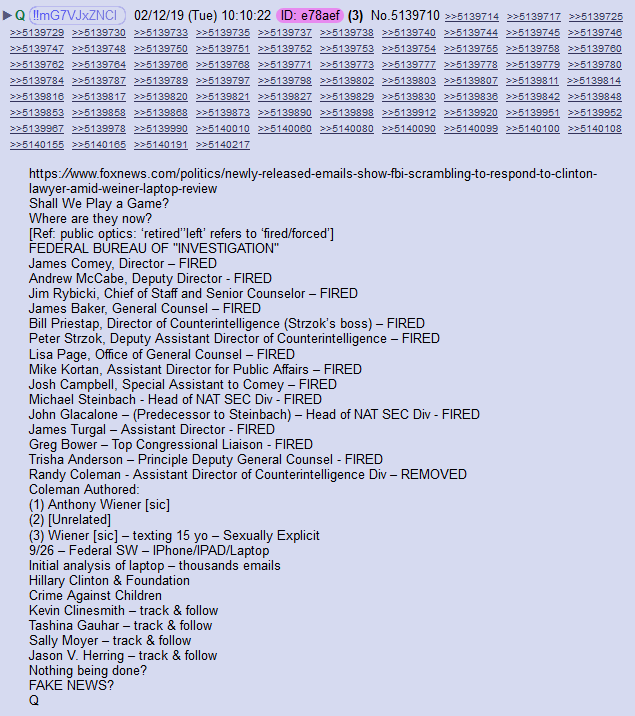 Q !!mG7VJxZNCI 02/12/19 (Tue) 10:10:22 ID: e78aef (3) No.5139710 >>5139714 >>5139717 >>5139725
>>5139729 >>5139730 >>5139733 >>5139735 >>5139737 >>5139738 >>5139740 >>5139744 >>5139745 >>5139746
>>5139747 >>5139748 >>5139750 >>5139751 >>5139752 >>5139753 >>5139754 >>5139755 >>5139758 >>5139760
>>5139762 >>5139764 >>5139766 >>5139768 >>5139771 >>5139773 >>5139777 >>5139778 >>5139779 >>5139780
>>5139784 >>5139787 >>5139789 >>5139797 >>5139798 >>5139802 >>5139803 >>5139807 >>5139811 >>5139814
>>5139816 >>5139817 >>5139820 >>5139821 >>5139827 >>5139829 >>5139830 >>5139836 >>5139842 >>5139848
>>5139853 >>5139858 >>5139868 >>5139873 >>5139890 >>5139898 >>5139912 >>5139920 >>5139951 >>5139952
>>5139967 >>5139978 >>5139990 >>5140010 >>5140060 >>5140080 >>5140090 >>5140099 >>5140100 >>5140108
>>5140155 >>5140165 >>5140191 >>5140217
https://www.foxnews.com/politics/newly-released-emails-show-fbi-scrambling-to-respond-to-clinton-
lawyer-amid-weiner-laptop-review
Shall We Play a Game?
Where are they now?
[Ref: public optics: ‘retired’'left’ refers to ‘fired/forced’]
FEDERAL BUREAU OF "INVESTIGATION"
James Comey, Director – FIRED
Andrew McCabe, Deputy Director - FIRED
Jim Rybicki, Chief of Staff and Senior Counselor – FIRED
James Baker, General Counsel – FIRED
Bill Priestap, Director of Counterintelligence (Strzok’s boss) – FIRED
Peter Strzok, Deputy Assistant Director of Counterintelligence – FIRED
Lisa Page, Office of General Counsel – FIRED
Mike Kortan, Assistant Director for Public Affairs – FIRED
Josh Campbell, Special Assistant to Comey – FIRED
Michael Steinbach - Head of NAT SEC Div - FIRED
John Glacalone – (Predecessor to Steinbach) – Head of NAT SEC Div - FIRED
James Turgal – Assistant Director - FIRED
Greg Bower – Top Congressional Liaison - FIRED
Trisha Anderson – Principle Deputy General Counsel - FIRED
Randy Coleman - Assistant Director of Counterintelligence Div – REMOVED
Coleman Authored:
(1) Anthony Wiener [sic]
(2) [Unrelated]
(3) Wiener [sic] – texting 15 yo – Sexually Explicit
9/26 – Federal SW – IPhone/IPAD/Laptop
Initial analysis of laptop – thousands emails
Hillary Clinton & Foundation
Crime Against Children
Kevin Clinesmith – track & follow
Tashina Gauhar – track & follow
Sally Moyer – track & follow
Jason V. Herring – track & follow
Nothing being done?
FAKE NEWS?
Q